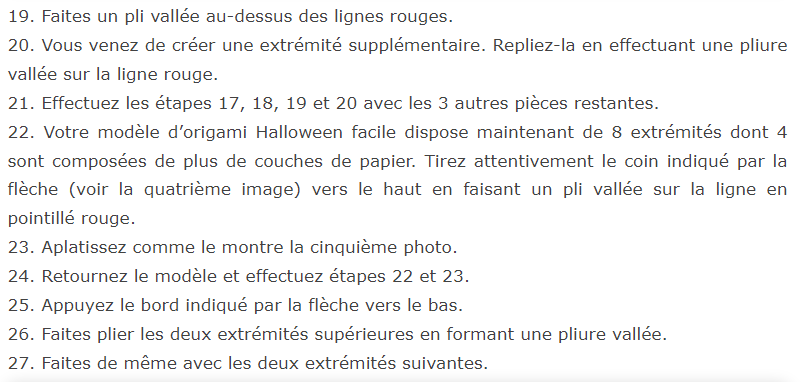 19. Faites un pli vallée au-dessus des lignes rouges.
20. Vous venez de créer une extrémité supplémentaire. Repliez-la en effectuant une pliure
vallée sur la ligne rouge.
21. Effectuez les étapes 17, 18, 19 et 20 avec les 3 autres pièces restantes.
22. Votre modèle d’origami Halloween facile dispose maintenant de 8 extrémités dont 4
sont composées de plus de couches de papier. Tirez attentivement le coin indiqué par la
flèche (voir la quatrième image) vers le haut en faisant un pli vallée sur la ligne en
pointillé rouge.
23. Aplatissez comme le montre la cinquième photo.
24. Retournez le modèle et effectuez étapes 22 et 23.
25. Appuyez le bord indiqué par la flèche vers le bas.
26. Faites plier les deux extrémités supérieures en formant une pliure vallée.
27. Faites de même avec les deux extrémités suivantes.